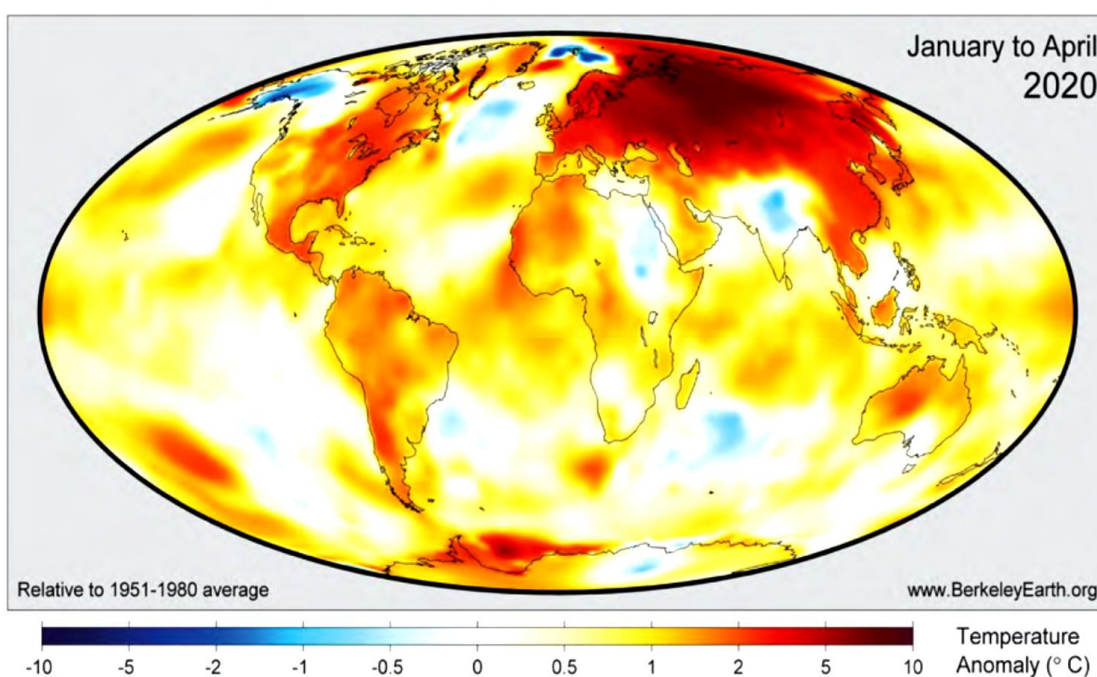 January to April
2020
Relative to 1951-1980 average
www.BerkeleyEarth.org
-10 -5 -2 -1 -0.5 0 0.5 1 2 5 10
Temperature
Anomaly (° C)